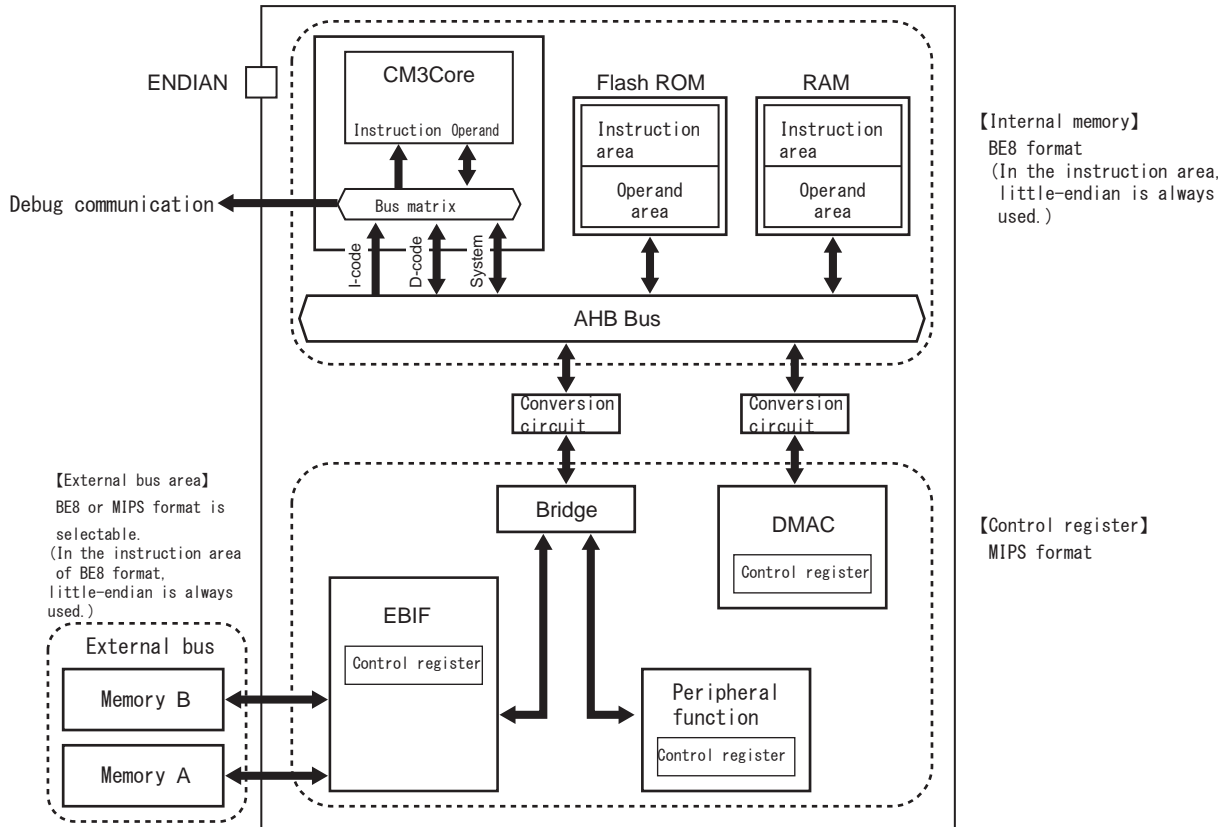 ENDIAN
CM3Core
Instruction Operand
Bus matrix
Debug communication
I-code
D-code
System
Flash ROM
Instruction
area
Operand
area
RAM
Instruction
area
Operand
area
【Internal memory】
BE8 format
(In the instruction area,
little-endian is always
used.)
AHB Bus
Conversion
circuit
Conversion
circuit
【External bus area】
BE8 or MIPS format is
selectable.
(In the instruction area
of BE8 format,
little-endian is always
used.)
Bridge
DMAC
Control register
【Control register】
MIPS format
EBIF
Control register
External bus
Memory B
Memory A
Peripheral
function
Control register